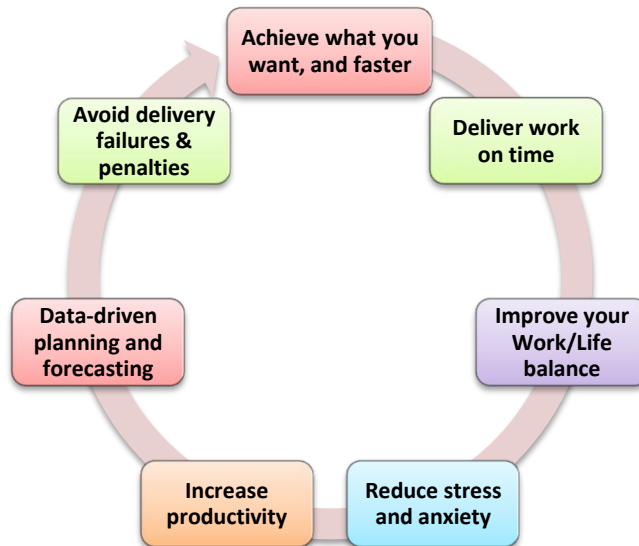 Achieve what you
want, and faster
Deliver work
on time
Improve your
Work/Life
balance
Reduce stress
and anxiety
Increase
productivity
Data-driven
planning and
forecasting
Avoid delivery
failures &
penalties